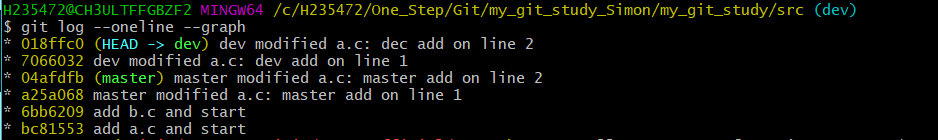 H235472@CH3ULTFFGBZF2 MINGW64 /c/H235472/One_Step/Git/my_git_study_Simon/my_git_study/src (dev)
$ git log --oneline --graph
* 018ffc0 (HEAD -> dev) dev modified a.c: dec add on line 2
* 7066032 dev modified a.c: dev add on line 1
* 04afdfb (master) master modified a.c: master add on line 2
* a25a068 master modified a.c: master add on line 1
* 6bb6209 add b.c and start
* bc81553 add a.c and start